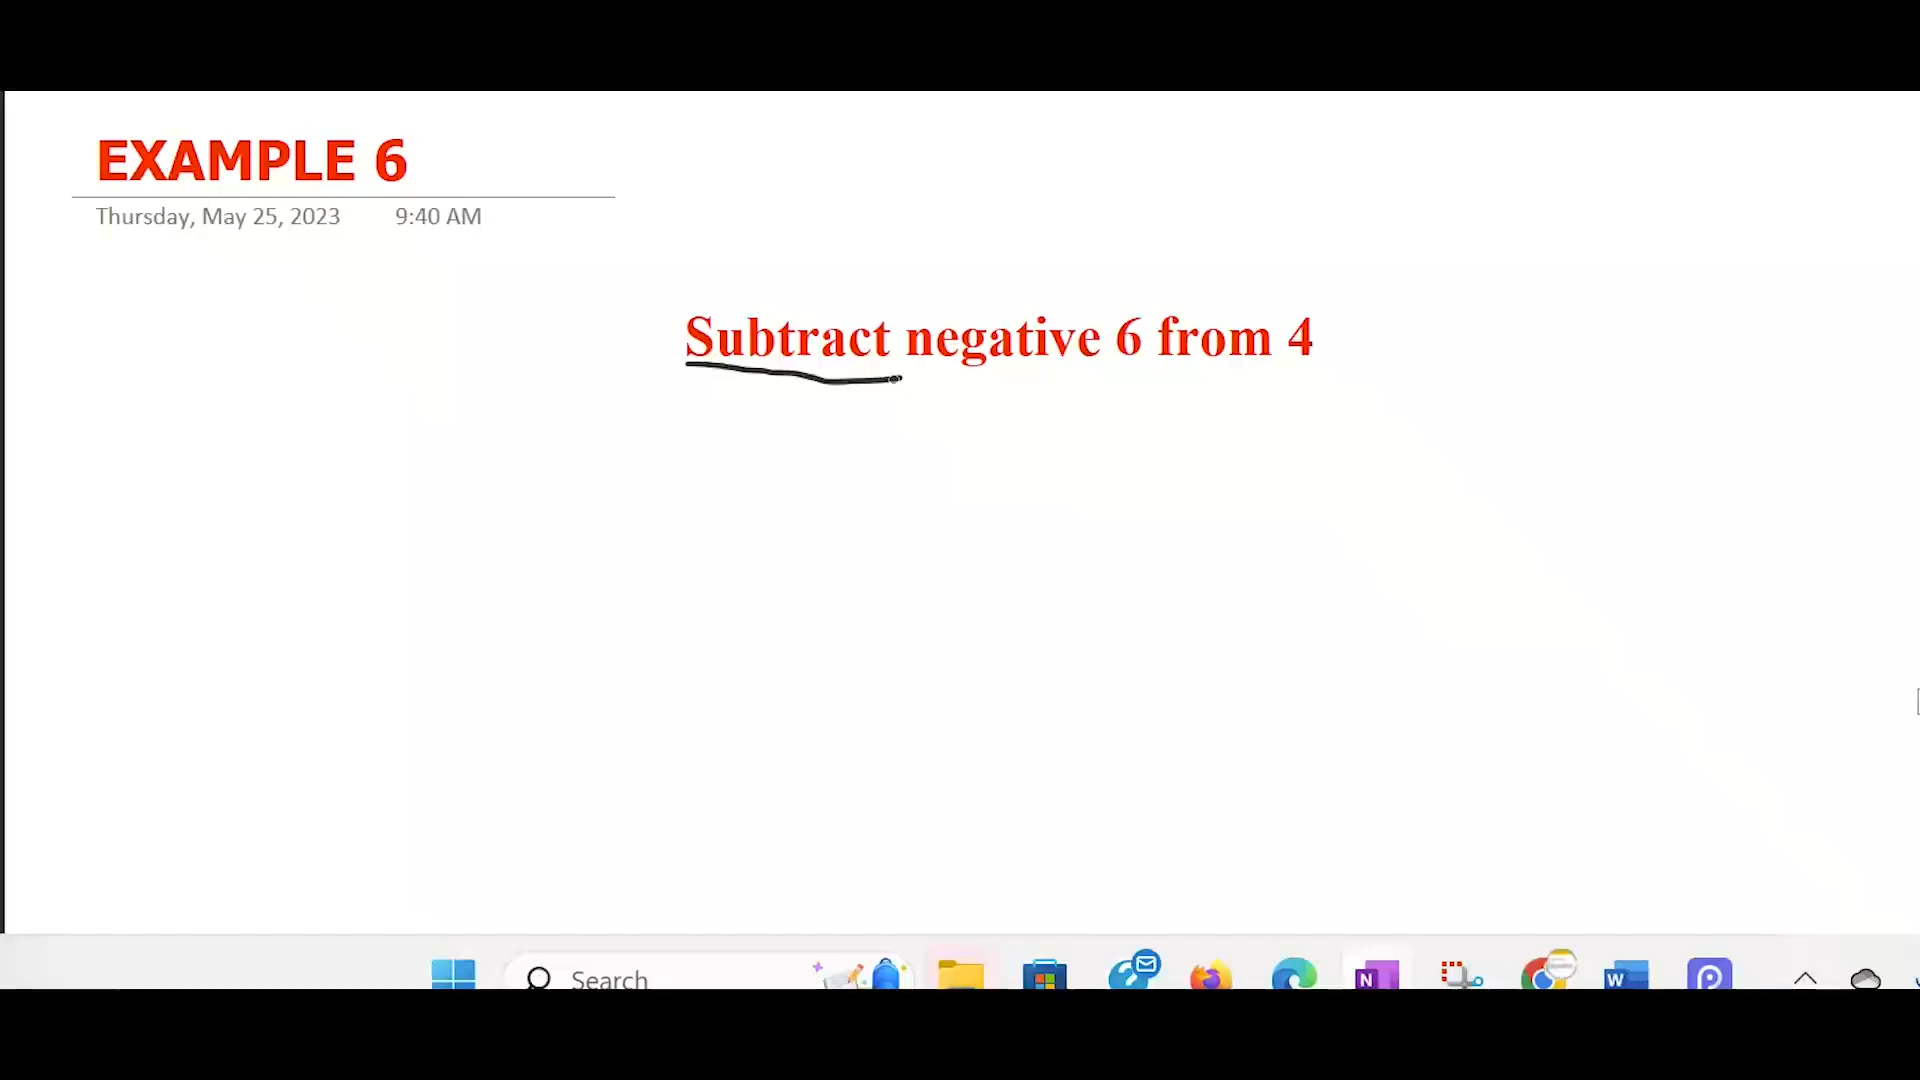 EXAMPLE 6
Thursday, May 25, 2023 9:40 AM
Subtract negative 6 from 4
Search